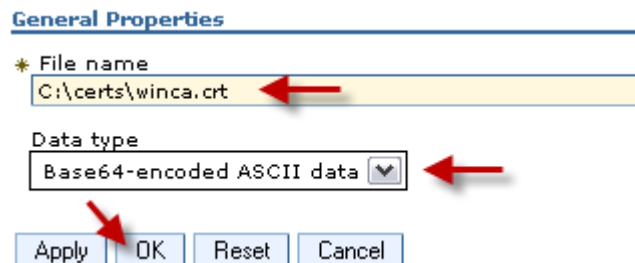 General Properties
* File name
C:\certs\winca.crt
Data type
Base64-encoded ASCII data
Apply OK Reset Cancel